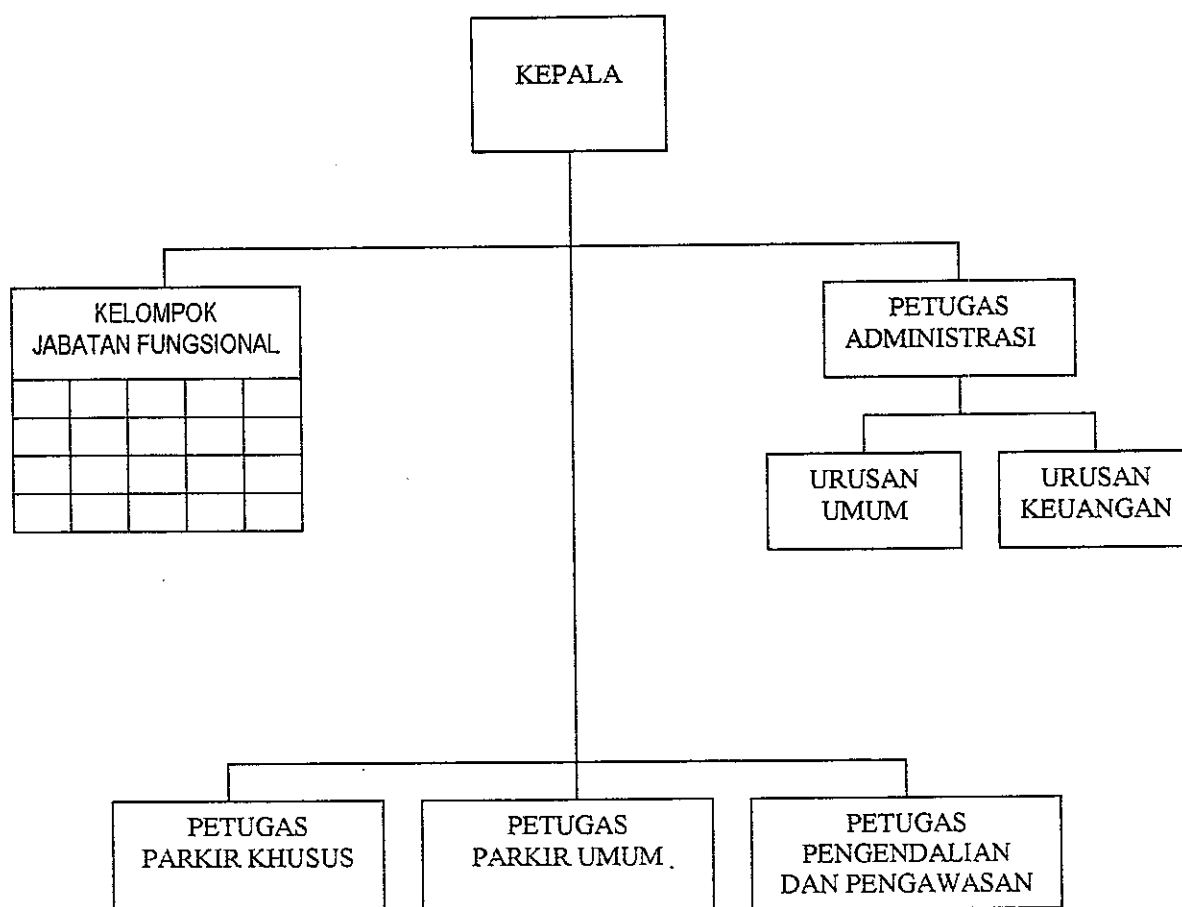 KEPALA
KELOMPOK
JABATAN FUNGSIONAL
PETUGAS
ADMINISTRASI
URUSAN
UMUM
URUSAN
KEUANGAN
PETUGAS
PARKIR KHUSUS
PETUGAS
PARKIR UMUM
PETUGAS
PENGENDALIAN
DAN PENGAWASAN